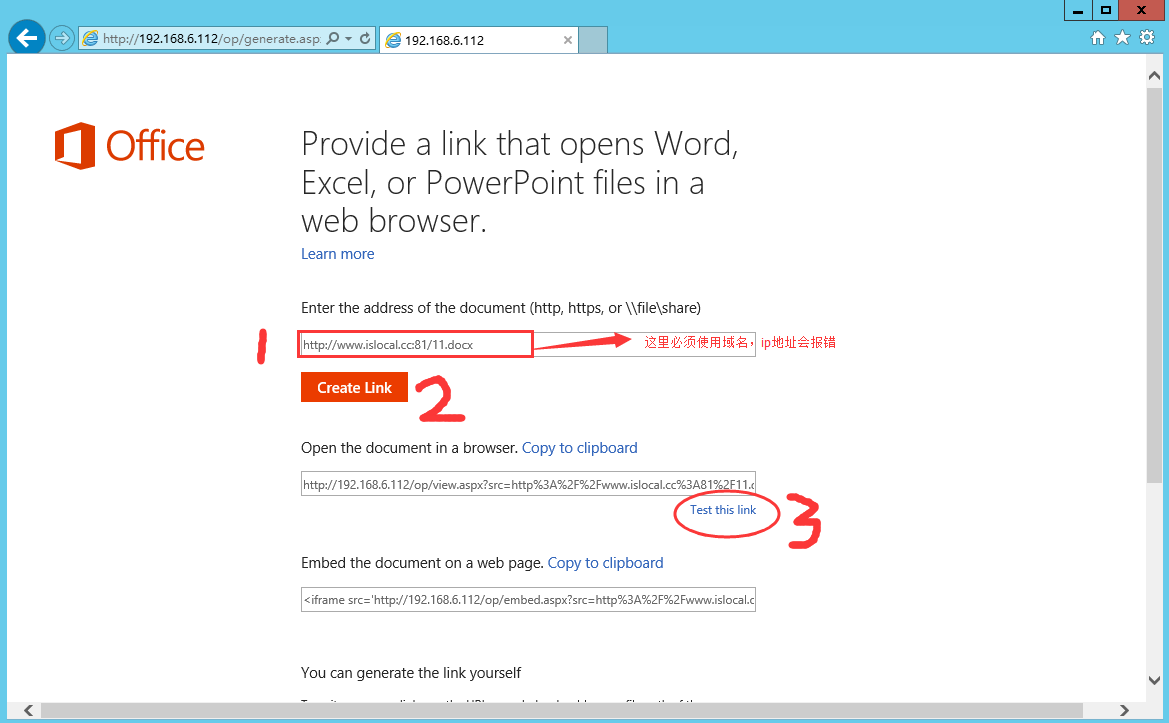 http://192.168.6.112/op/generate.asp
192.168.6.112
Office
Provide a link that opens Word,
Excel, or PowerPoint files in a
web browser.
Learn more
Enter the address of the document (http, https, or \\file\share)
1
http://www.islocal.cc:81/11.docx
这里必须使用域名，ip地址会报错
Create Link
2
Open the document in a browser. Copy to clipboard
http://192.168.6.112/op/view.aspx?src=http%3A%2F%2Fwww.islocal.cc%3A81%2F11.d
Test this link
3
Embed the document on a web page. Copy to clipboard
<iframe src='http://192.168.6.112/op/embed.aspx?src=http%3A%2F%2Fwww.islocal.c
You can generate the link yourself